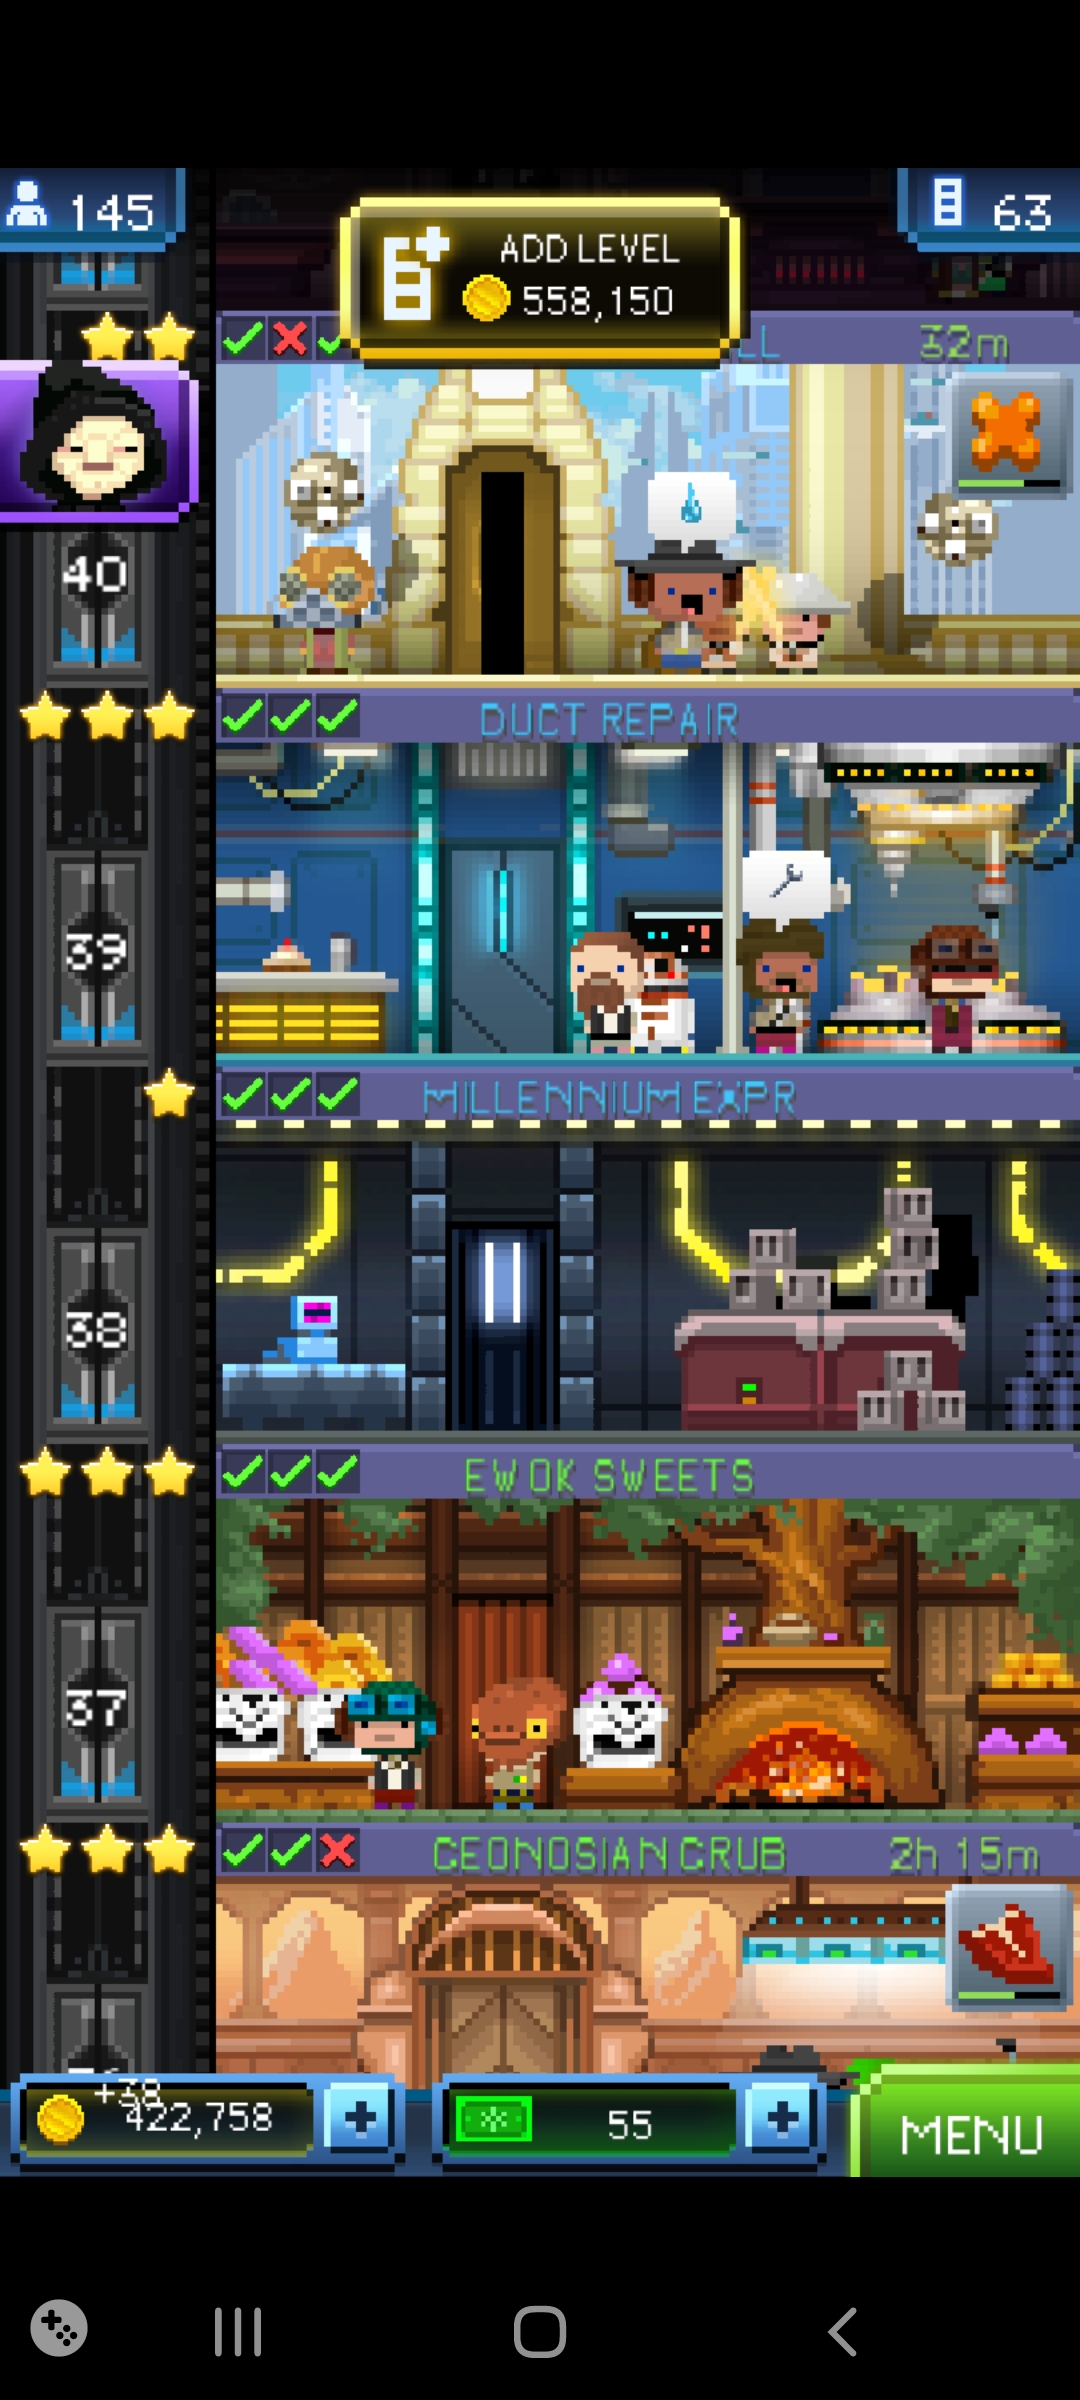 145
63
ADD LEVEL
558,150
LL
32m
40
DUCT REPAIR
39
MILLENNIUM EXPR
38
EWOK SWEETS
37
GEONOSIAN GRUB
2h 15m
+38
422,758
55
MENU